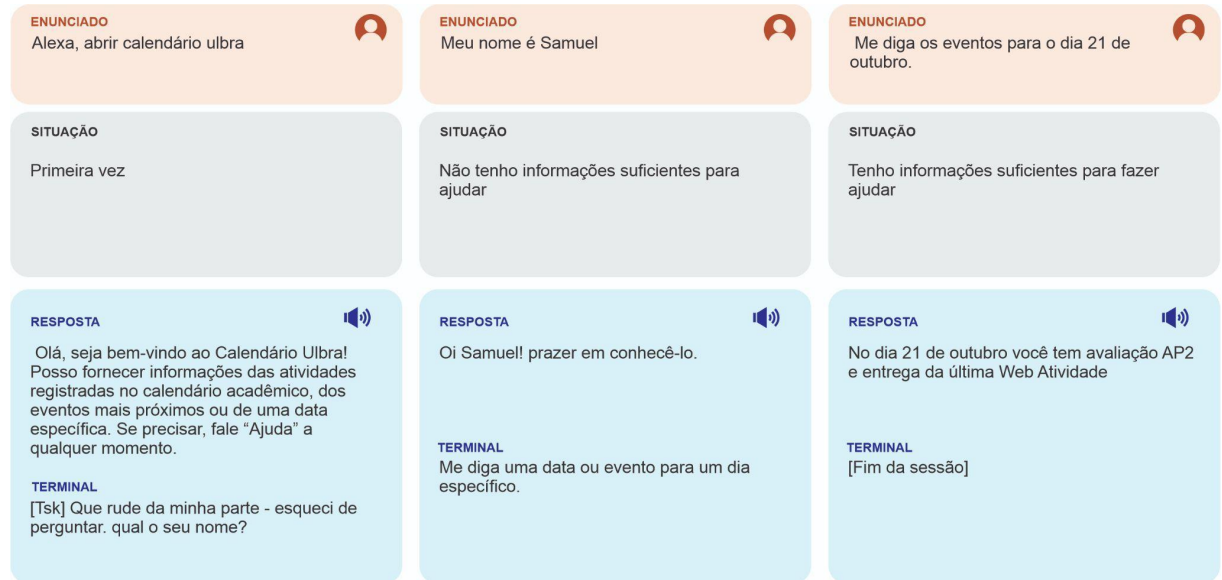 ENUNCIADO
Alexa, abrir calendário ulbra
SITUAÇÃO
Primeira vez
RESPOSTA
Olá, seja bem-vindo ao Calendário Ulbra!
Posso fornecer informações das atividades
registradas no calendário acadêmico, dos
eventos mais próximos ou de uma data
específica. Se precisar, fale “Ajuda” a
qualquer momento.
TERMINAL
[Tsk] Que rude da minha parte - esqueci de
perguntar. qual o seu nome?
ENUNCIADO
Meu nome é Samuel
SITUAÇÃO
Não tenho informações suficientes para
ajudar
RESPOSTA
Oi Samuel! prazer em conhecê-lo.
TERMINAL
Me diga uma data ou evento para um dia
específico.
ENUNCIADO
Me diga os eventos para o dia 21 de
outubro.
SITUAÇÃO
Tenho informações suficientes para fazer
ajudar
RESPOSTA
No dia 21 de outubro você tem avaliação AP2
e entrega da última Web Atividade
TERMINAL
[Fim da sessão]